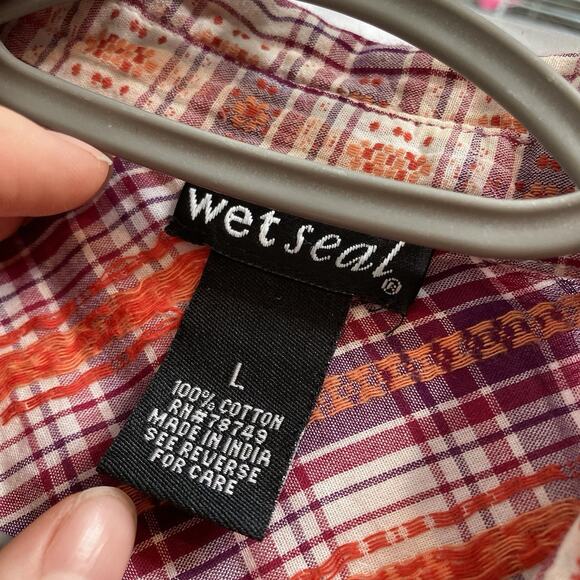 wet seal®
L
100% COTTON
RN#78749
MADE IN INDIA
SEE REVERSE
FOR CARE